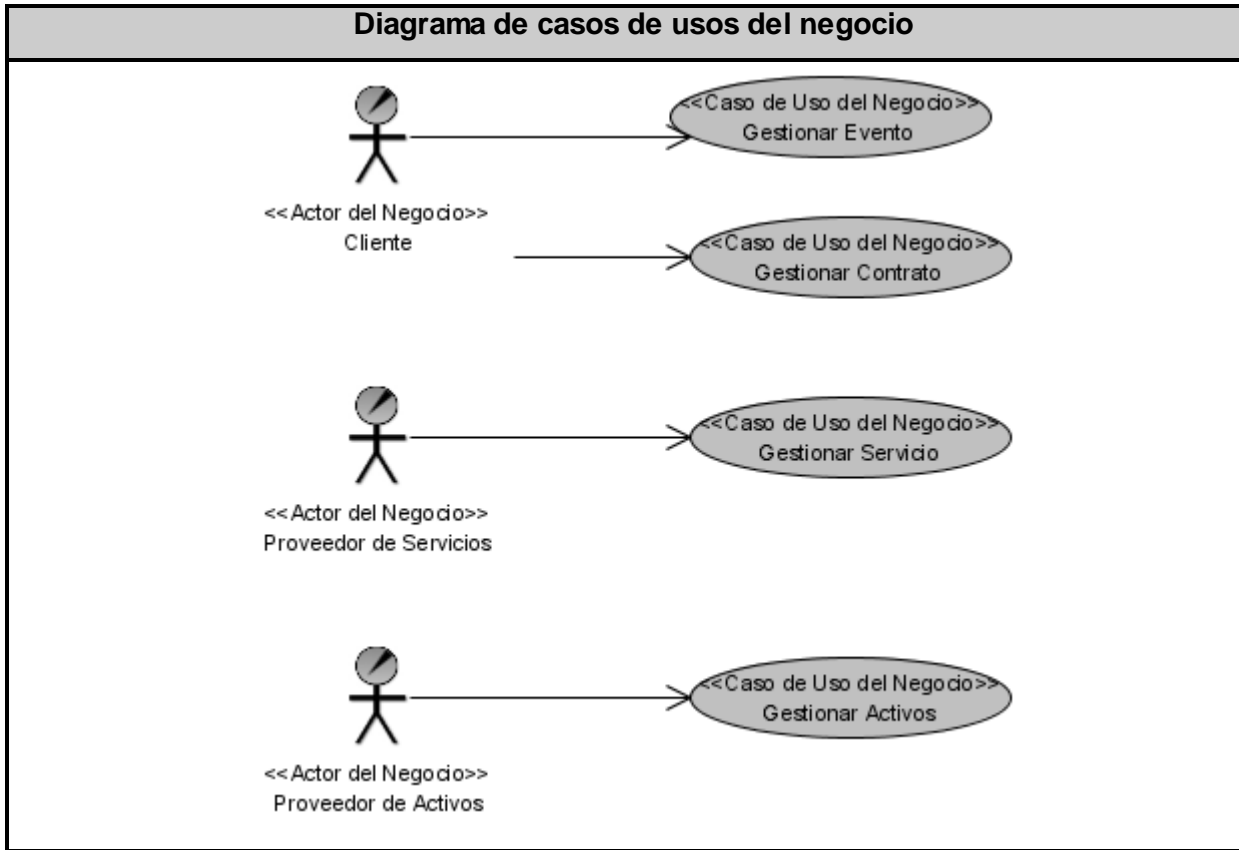 Diagrama de casos de usos del negocio
<<Caso de Uso del Negocio>>
Gestionar Evento
<<Actor del Negocio>>
Cliente
<<Caso de Uso del Negocio>>
Gestionar Contrato
<<Caso de Uso del Negocio>>
Gestionar Servicio
<<Actor del Negocio>>
Proveedor de Servicios
<<Caso de Uso del Negocio>>
Gestionar Activos
<<Actor del Negocio>>
Proveedor de Activos